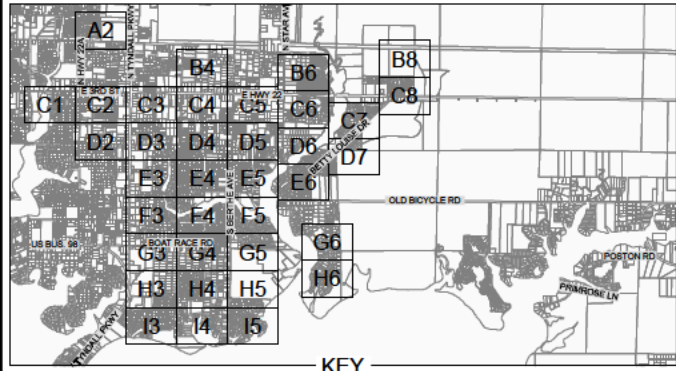 A2
N HWY 22A
N TYNDALL PKWY
N STAR AV
B4
B6
B8
E 3RD ST
E HWY 22
C1
C2
C3
C4
C5
C6
C7
C8
D2
D3
D4
D5
D6
D7
BETTY LOUISE DR
E3
E4
E5
E6
S BERTHE AVE
OLD BICYCLE RD
F3
F4
F5
US BUS. 98
BOAT RACE RD
G3
G4
G5
G6
POSTON RD
H3
H4
H5
H6
PRIMROSE LN
I3
I4
I5
TYNDALL PKWY
KEY